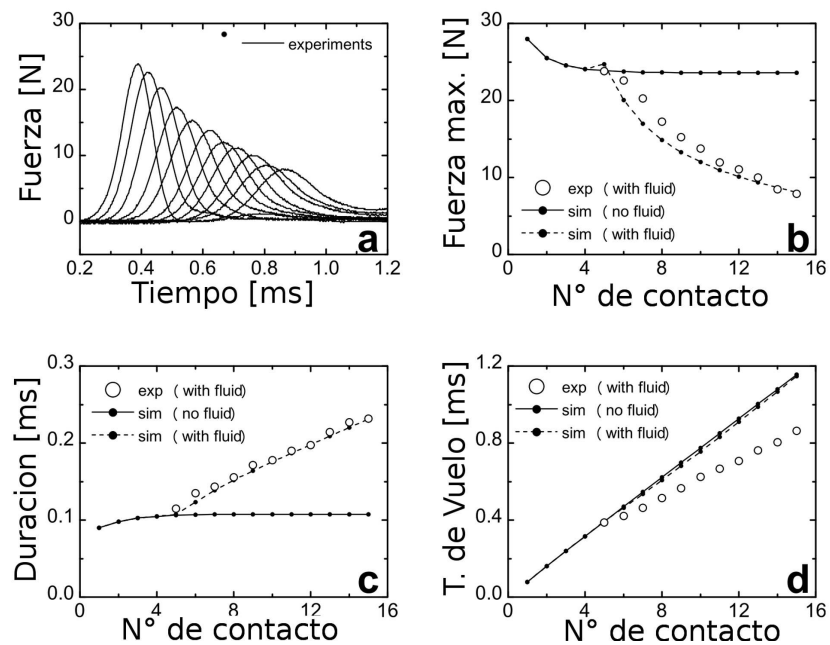 30
20
10
0
Fuerza [N]
experiments
a
0.2 0.4 0.6 0.8 1.0 1.2
Tiempo [ms]
30
25
20
15
10
5
0
Fuerza max. [N]
exp (with fluid)
sim (no fluid)
sim (with fluid)
b
0 4 8 12 16
N° de contacto
0.3
0.2
0.1
0.0
Duracion [ms]
exp (with fluid)
sim (no fluid)
sim (with fluid)
c
0 4 8 12 16
N° de contacto
1.2
0.8
0.4
0.0
T. de Vuelo [ms]
exp (with fluid)
sim (no fluid)
sim (with fluid)
d
0 4 8 12 16
N° de contacto